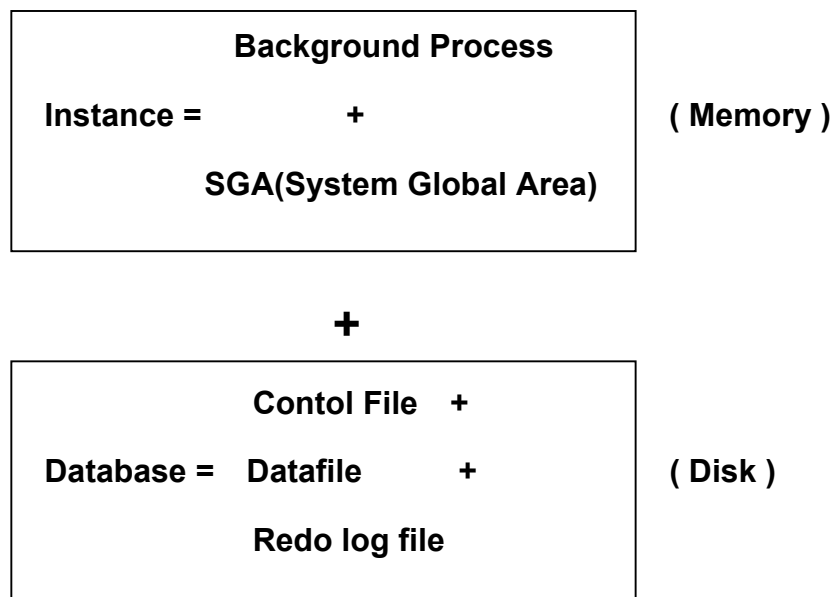 Background Process
Instance = + ( Memory )
SGA(System Global Area)
+
Contol File +
Database = Datafile + ( Disk )
Redo log file